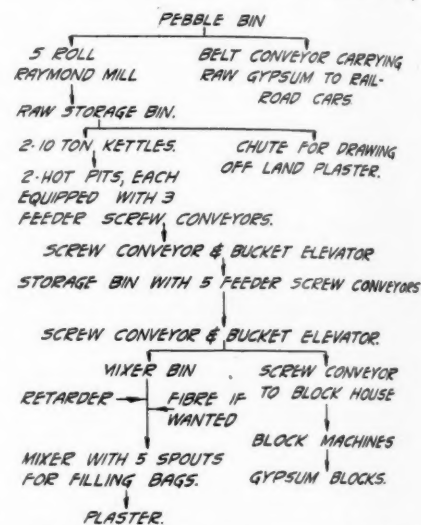 PEBBLE BIN
5 ROLL
RAYMOND MILL
BELT CONVEYOR CARRYING
RAW GYPSUM TO RAIL-
ROAD CARS
RAW STORAGE BIN.
2-10 TON KETTLES.
CHUTE FOR DRAWING
OFF LAND PLASTER.
2-HOT PITS, EACH
EQUIPPED WITH 3
FEEDER SCREW CONVEYORS.
SCREW CONVEYOR & BUCKET ELEVATOR
STORAGE BIN WITH 5 FEEDER SCREW CONVEYORS
SCREW CONVEYOR & BUCKET ELEVATOR.
MIXER BIN
SCREW CONVEYOR
TO BLOCK HOUSE
RETARDER
FIBRE IF
WANTED
BLOCK MACHINES
MIXER WITH 5 SPOUTS
FOR FILLING BAGS.
GYPSUM BLOCKS.
PLASTER.